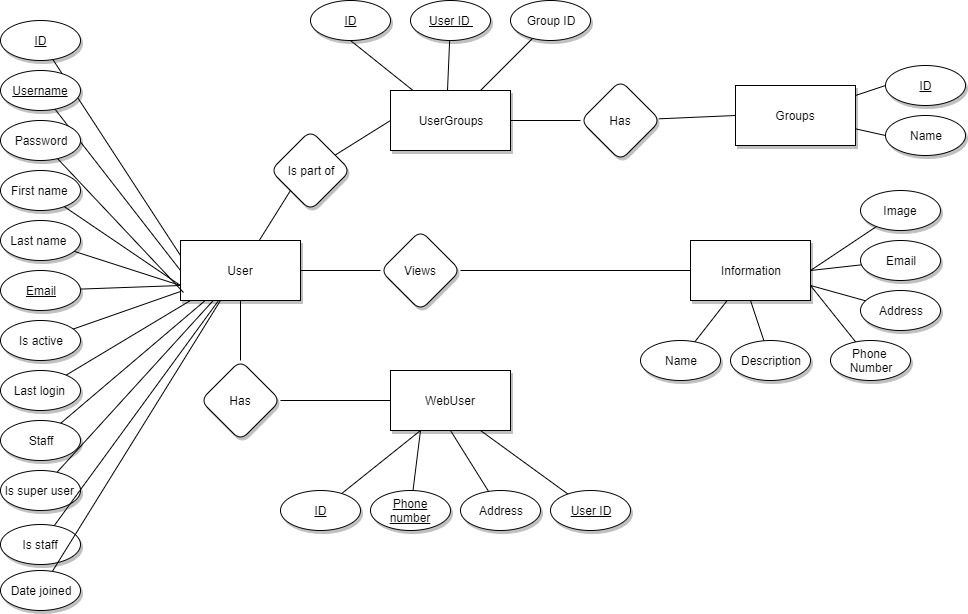 ID
User ID
Group ID
ID
Username
Password
First name
Last name
Email
Is active
Last login
Staff
Is super user
Is staff
Date joined
UserGroups
Has
Groups
ID
Name
Is part of
User
Views
Information
Image
Email
Address
Phone
Number
Description
Name
Has
WebUser
ID
Phone
number
Address
User ID